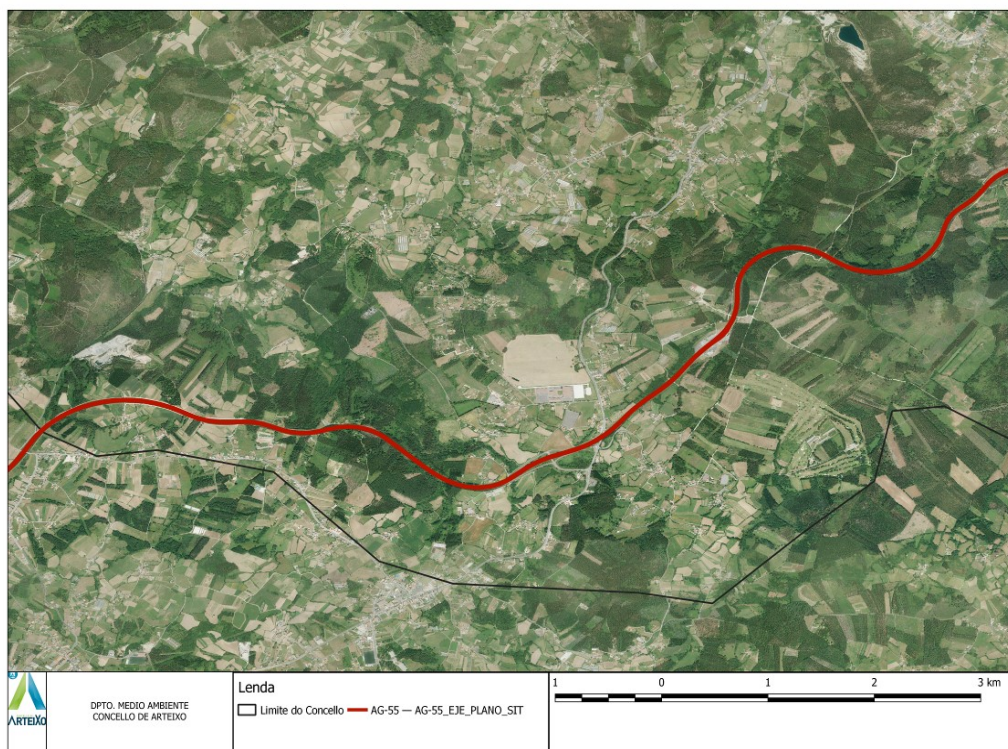 ARTEIXO
DPTO. MEDIO AMBIENTE
CONCELLO DE ARTEIXO
Lenda
Limite do Concello AG-55 — AG-55_EJE_PLANO_SIT
1 0 1 2 3 km